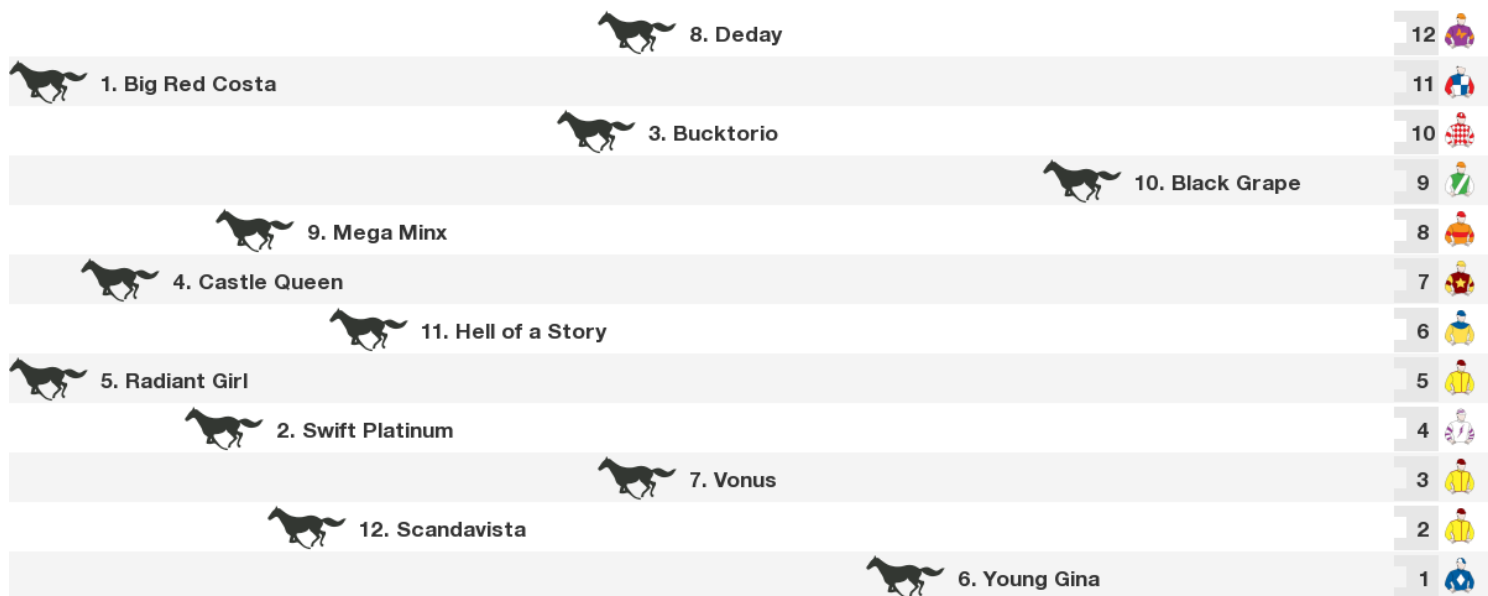 8. Deday 12
1. Big Red Costa 11
3. Bucktorio 10
10. Black Grape 9
9. Mega Minx 8
4. Castle Queen 7
11. Hell of a Story 6
5. Radiant Girl 5
2. Swift Platinum 4
7. Vonus 3
12. Scandavista 2
6. Young Gina 1